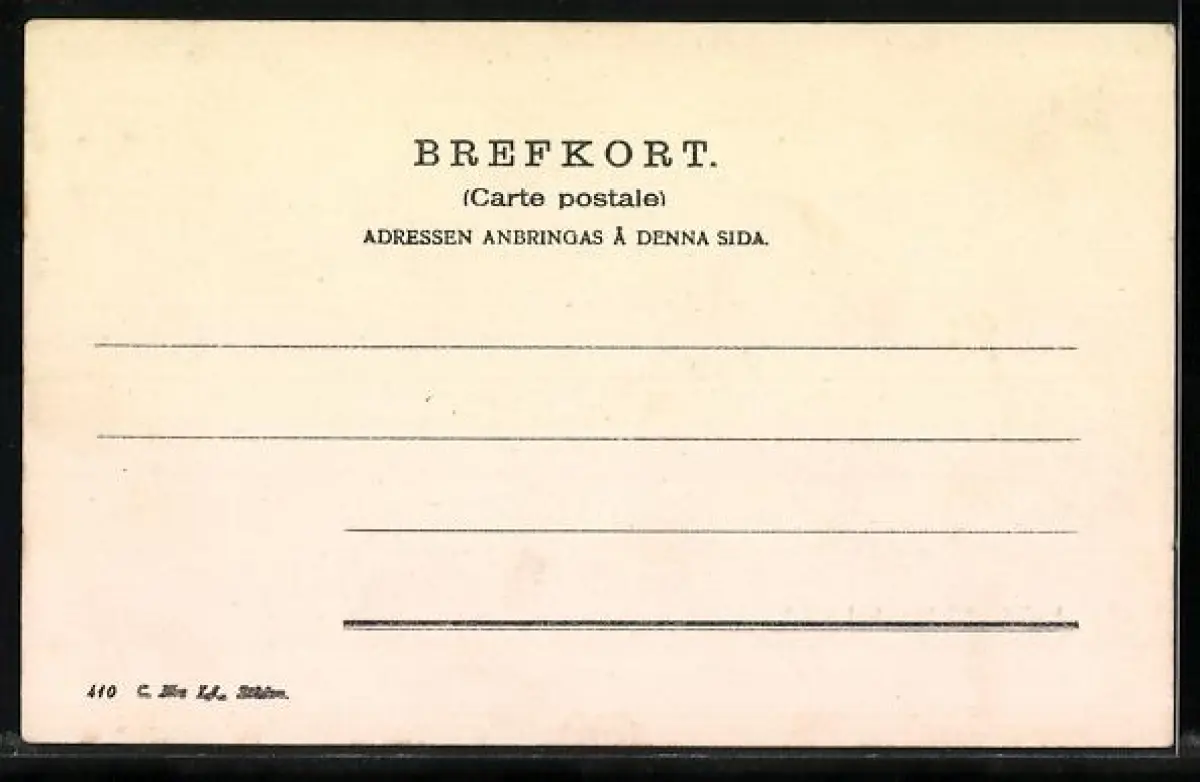 BREFKORT.
(Carte postale)
ADRESSEN ANBRINGAS Å DENNA SIDA.
410 C.